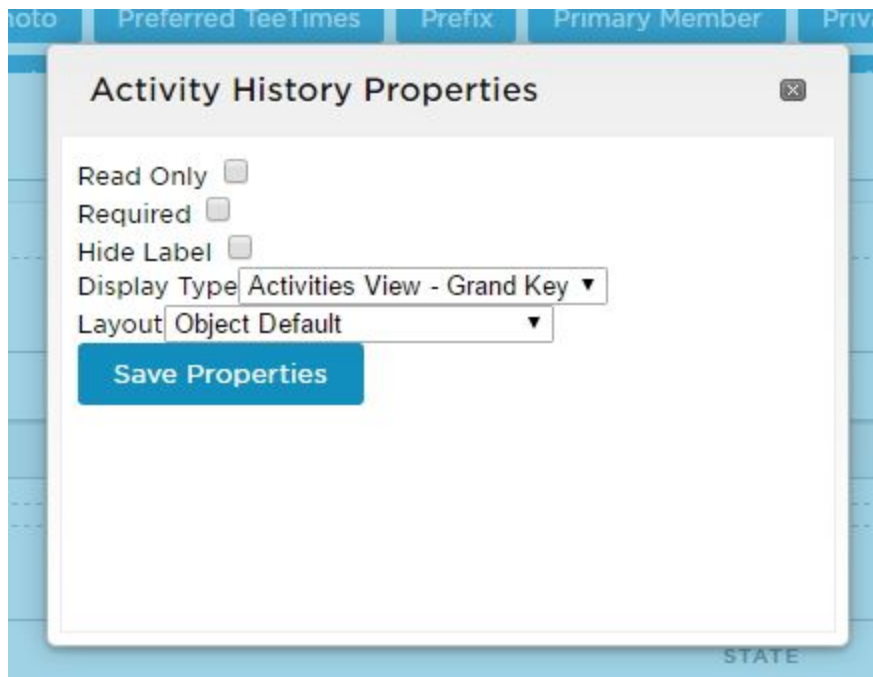 Preferred TeeTimes Prefix Primary Member
Activity History Properties
Read Only
Required
Hide Label
Display Type Activities View - Grand Key
Layout Object Default
Save Properties
STATE